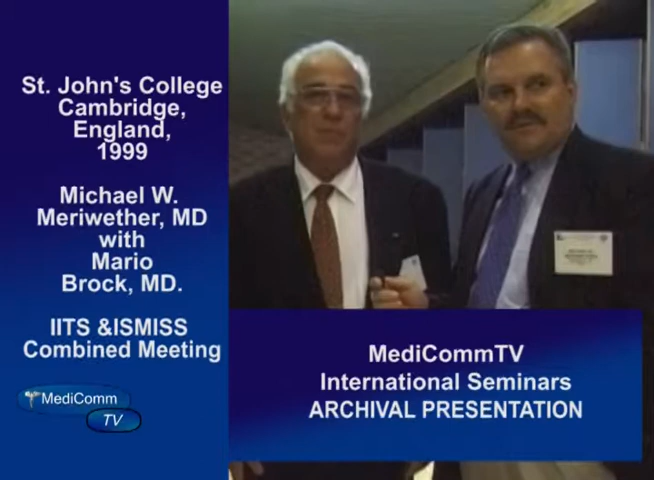 St. John's College
Cambridge,
England,
1999
Michael W.
Meriwether, MD
with
Mario
Brock, MD.
IITS &ISMISS
Combined Meeting
MediComm
TV
MediCommTV
International Seminars
ARCHIVAL PRESENTATION